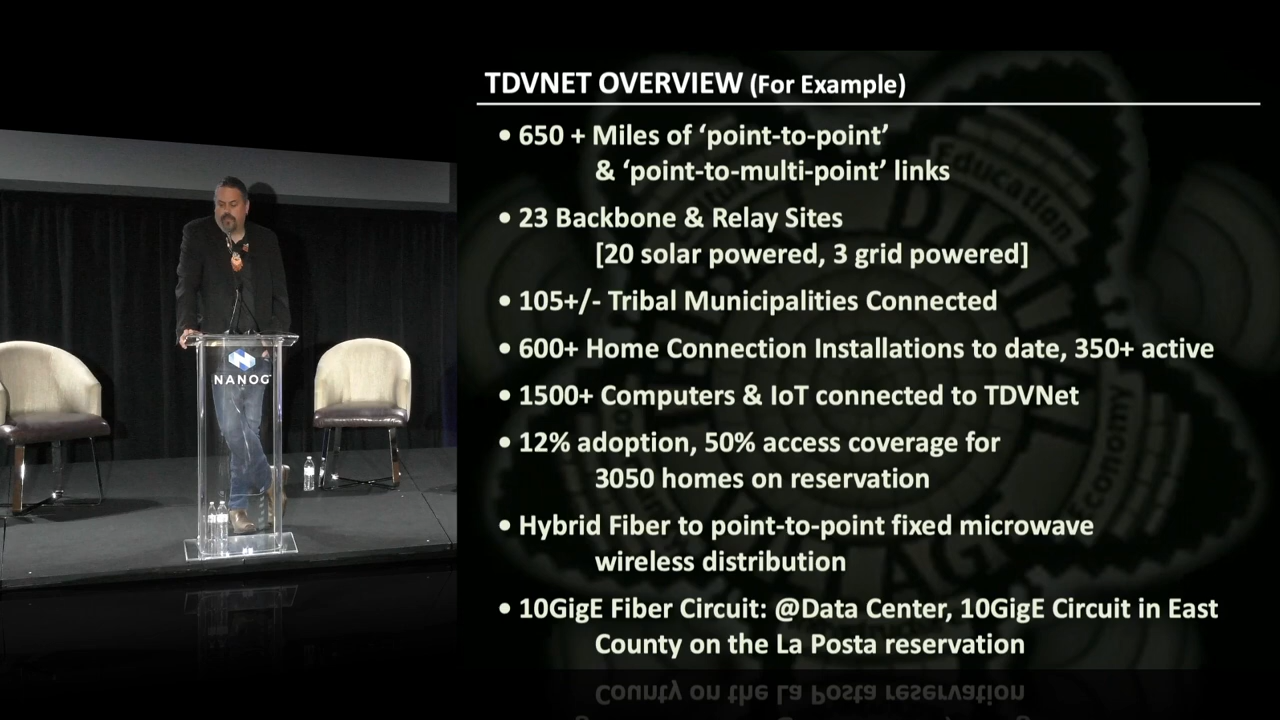 TDVNET OVERVIEW (For Example)
• 650 + Miles of ‘point-to-point’
& ‘point-to-multi-point’ links
• 23 Backbone & Relay Sites
[20 solar powered, 3 grid powered]
• 105+/- Tribal Municipalities Connected
• 600+ Home Connection Installations to date, 350+ active
• 1500+ Computers & IoT connected to TDVNet
• 12% adoption, 50% access coverage for
3050 homes on reservation
• Hybrid Fiber to point-to-point fixed microwave
wireless distribution
• 10GigE Fiber Circuit: @Data Center, 10GigE Circuit in East
County on the La Posta reservation
NANOG
Education
Economy